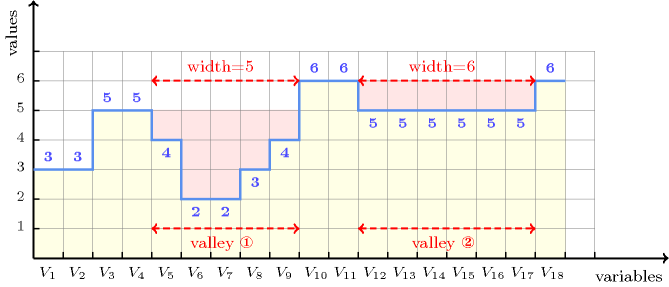 values
6 6 6
width=5 width=6
6
5 5
5
5 5 5 5 5 5
4
4 4
3 3
3
3
2
2 2
1
valley ① valley ②
V1 V2 V3 V4 V5 V6 V7 V8 V9 V10 V11 V12 V13 V14 V15 V16 V17 V18
variables